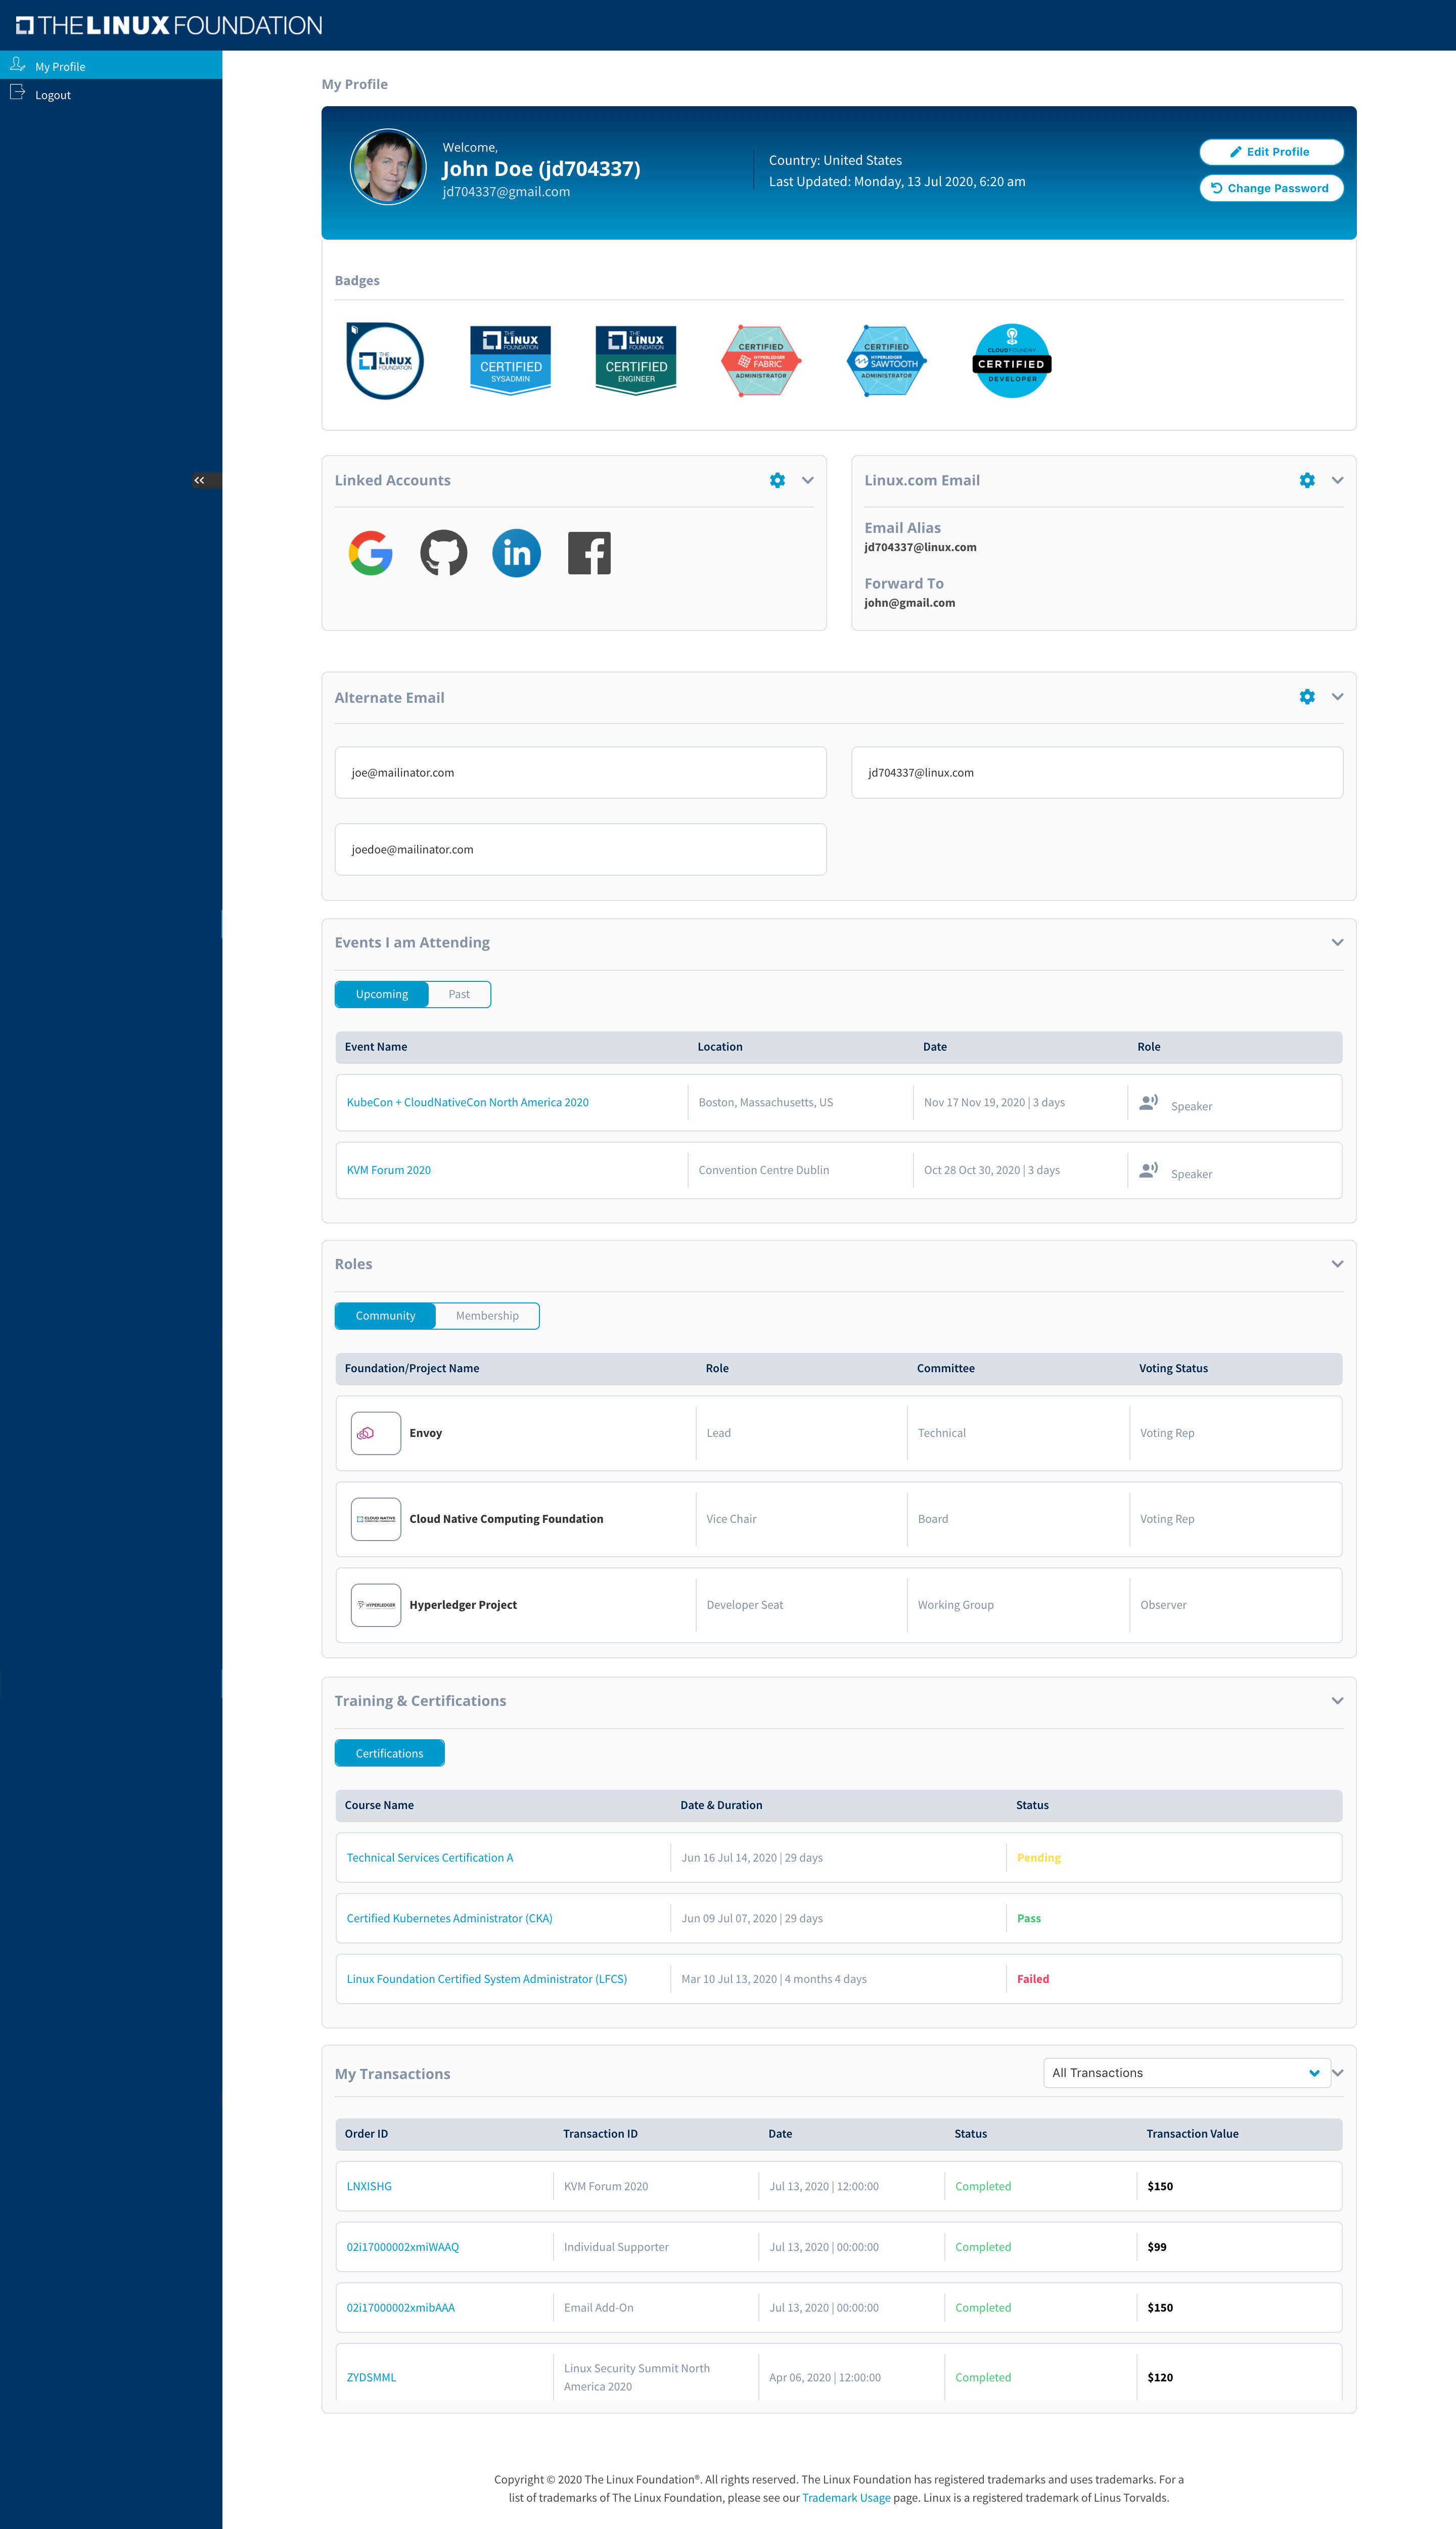 THE LINUX FOUNDATION
My Profile
Logout
My Profile
Welcome,
John Doe (jd704337)
jd704337@gmail.com
Country: United States
Last Updated: Monday, 13 Jul 2020, 6:20 am
Edit Profile
Change Password
Badges
THE LINUX FOUNDATION
THE LINUX FOUNDATION CERTIFIED SYSADMIN
THE LINUX FOUNDATION CERTIFIED ENGINEER
CERTIFIED HYPERLEDGER FABRIC ADMINISTRATOR
CERTIFIED HYPERLEDGER SAWTOOTH ADMINISTRATOR
CLOUD FOUNDRY CERTIFIED DEVELOPER
Linked Accounts
in
Linux.com Email
Email Alias
jd704337@linux.com
Forward To
john@gmail.com
Alternate Email
joe@mailinator.com
jd704337@linux.com
joedoe@mailinator.com
Events I am Attending
Upcoming Past
Event Name Location Date Role
KubeCon + CloudNativeCon North America 2020 Boston, Massachusetts, US Nov 17 Nov 19, 2020 | 3 days Speaker
KVM Forum 2020 Convention Centre Dublin Oct 28 Oct 30, 2020 | 3 days Speaker
Roles
Community Membership
Foundation/Project Name Role Committee Voting Status
Envoy Lead Technical Voting Rep
CLOUD NATIVE Cloud Native Computing Foundation Vice Chair Board Voting Rep
HYPERLEDGER Hyperledger Project Developer Seat Working Group Observer
Training & Certifications
Certifications
Course Name Date & Duration Status
Technical Services Certification A Jun 16 Jul 14, 2020 | 29 days Pending
Certified Kubernetes Administrator (CKA) Jun 09 Jul 07, 2020 | 29 days Pass
Linux Foundation Certified System Administrator (LFCS) Mar 10 Jul 13, 2020 | 4 months 4 days Failed
My Transactions
All Transactions
Order ID Transaction ID Date Status Transaction Value
LNXISHG KVM Forum 2020 Jul 13, 2020 | 12:00:00 Completed $150
02i17000002xmiWAAQ Individual Supporter Jul 13, 2020 | 00:00:00 Completed $99
02i17000002xmibAAA Email Add-On Jul 13, 2020 | 00:00:00 Completed $150
ZYDSMML Linux Security Summit North
America 2020 Apr 06, 2020 | 12:00:00 Completed $120
Copyright © 2020 The Linux Foundation®. All rights reserved. The Linux Foundation has registered trademarks and uses trademarks. For a
list of trademarks of The Linux Foundation, please see our Trademark Usage page. Linux is a registered trademark of Linus Torvalds.